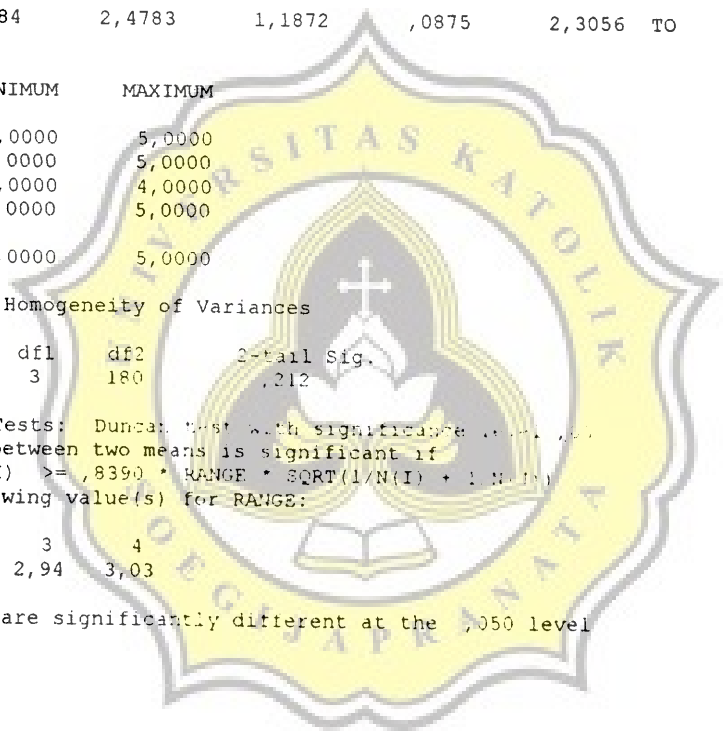 84 2,4783 1,1872 ,0875 2,3056 TO
NIMUM MAXIMUM
,0000 5,0000
0000 5,0000
,0000 4,0000
0000 5,0000
0000 5,0000
Homogeneity of Variances
df1 df2 2-tail Sig.
3 180 ,212
Tests: Duncan test with significance
between two means is significant if
) >= ,8390 * RANGE * SQRT(1/N(I) + 1/N(J))
wing value(s) for RANGE:
3 4
2,94 3,03
are significantly different at the ,050 level
UNIVERSITAS KATOLIK
SOEGIJAPRANATA